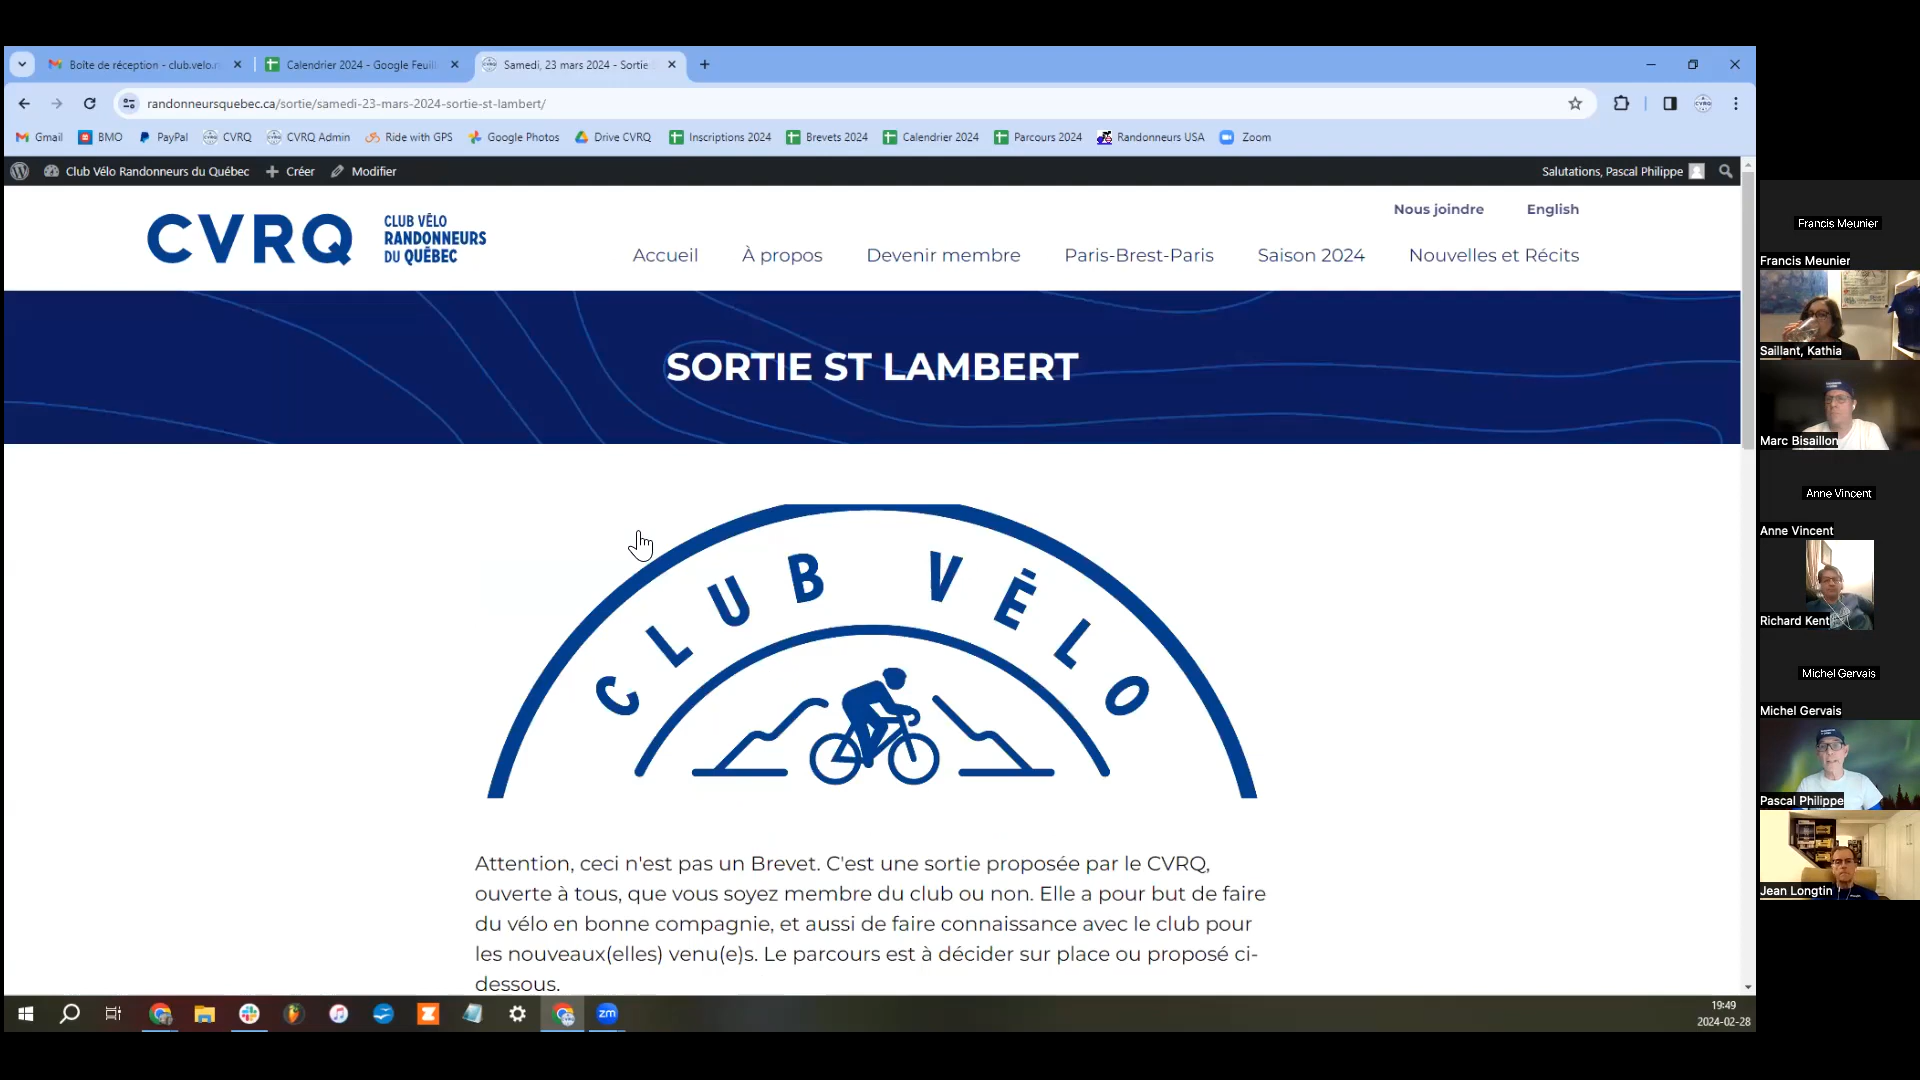 Boîte de réception - club.velo.r
Calendrier 2024 - Google Feuill
Samedi, 23 mars 2024 - Sortie
randonneursquebec.ca/sortie/samedi-23-mars-2024-sortie-st-lambert/
Gmail BMO PayPal CVRQ CVRQ Admin Ride with GPS Google Photos Drive CVRQ Inscriptions 2024 Brevets 2024 Calendrier 2024 Parcours 2024 Randonneurs USA Zoom
Club Vélo Randonneurs du Québec Créer Modifier
Salutations, Pascal Philippe
Nous joindre English
CVRQ
CLUB VÉLO
RANDONNEURS
DU QUÉBEC
Accueil À propos Devenir membre Paris-Brest-Paris Saison 2024 Nouvelles et Récits
SORTIE ST LAMBERT
CLUB VÉLO
Attention, ceci n'est pas un Brevet. C'est une sortie proposée par le CVRQ,
ouverte à tous, que vous soyez membre du club ou non. Elle a pour but de faire
du vélo en bonne compagnie, et aussi de faire connaissance avec le club pour
les nouveaux(elles) venu(e)s. Le parcours est à décider sur place ou proposé ci-
dessous.
zm
19:49
2024-02-28
Francis Meunier
Francis Meunier
Saillant, Kathia
Marc Bisaillon
Anne Vincent
Anne Vincent
Richard Kent
Michel Gervais
Michel Gervais
Pascal Philippe
Jean Longtin